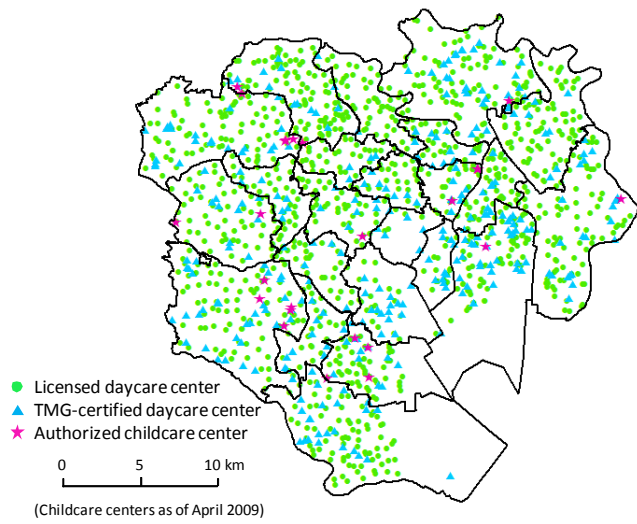 Licensed daycare center
TMG-certified daycare center
Authorized childcare center
0 5 10 km
(Childcare centers as of April 2009)